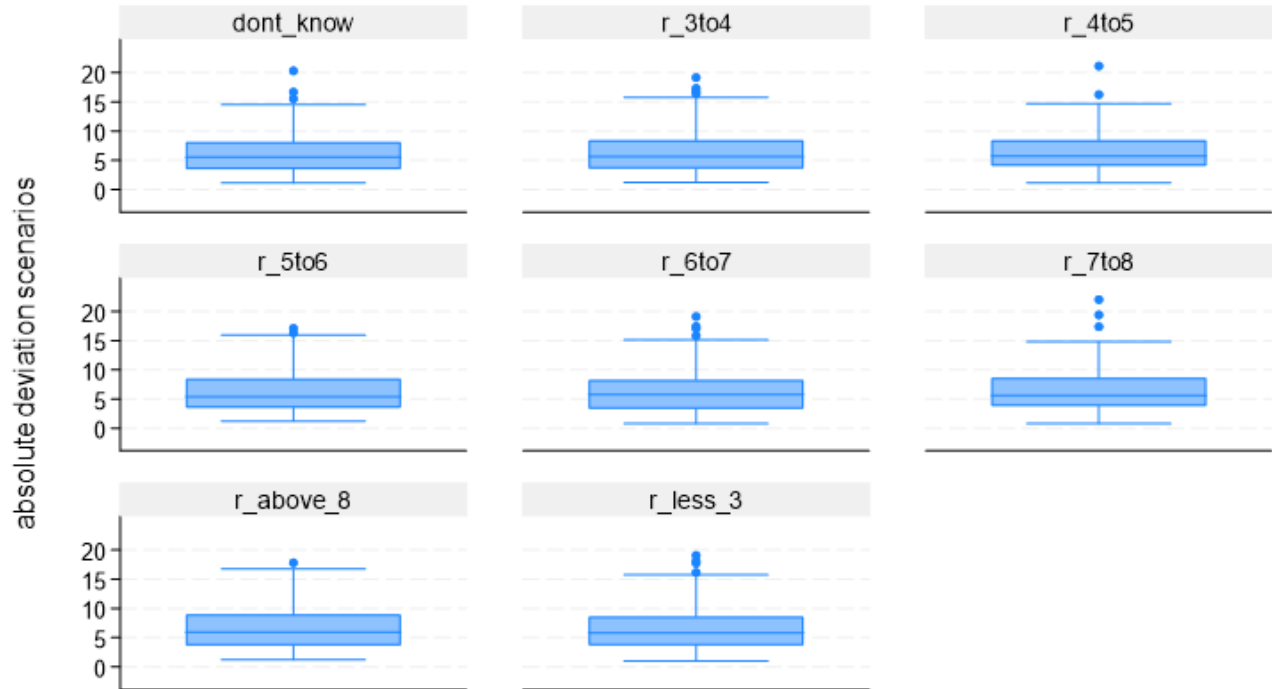 dont_know
r_3to4
r_4to5
20
15
10
5
0
r_5to6
r_6to7
r_7to8
20
15
10
5
0
absolute deviation scenarios
r_above_8
r_less_3
20
15
10
5
0